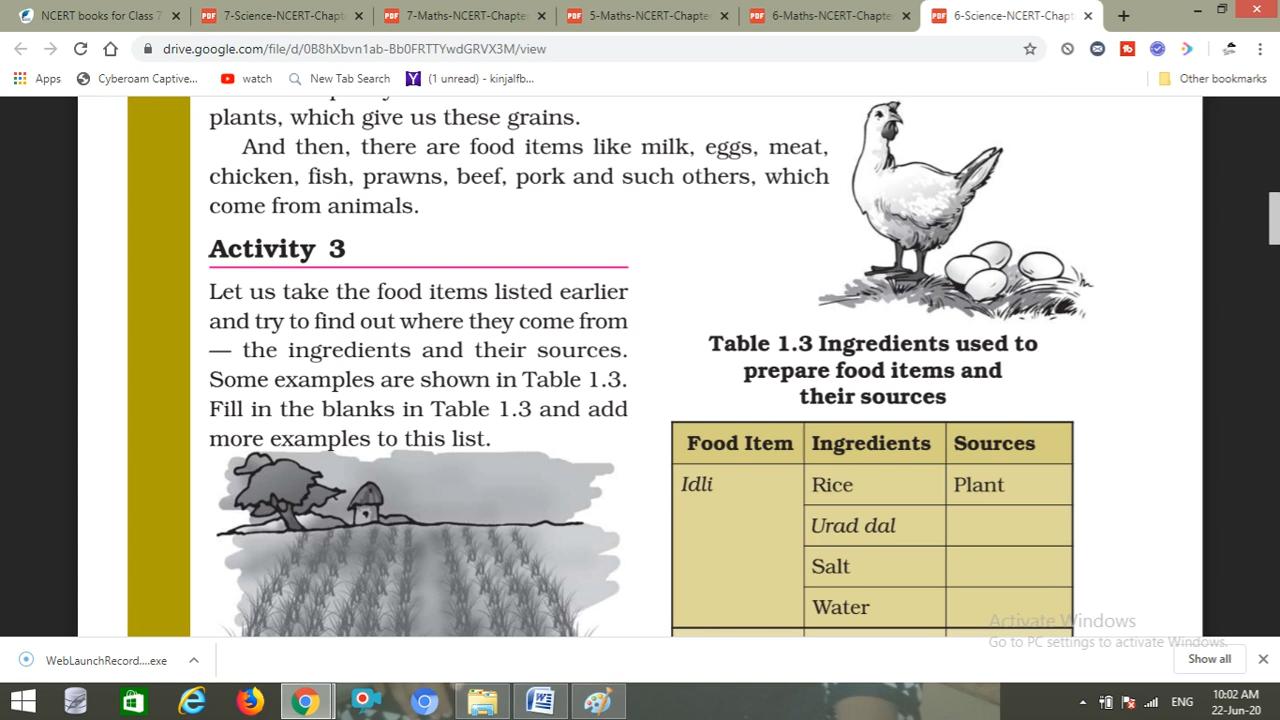 NCERT books for Class 7
7-Science-NCERT-Chapt
7-Maths-NCERT-Chapte
5-Maths-NCERT-Chapte
6-Maths-NCERT-Chapte
6-Science-NCERT-Chapt
drive.google.com/file/d/0B8hXbvn1ab-Bb0FRTTYwdGRVX3M/view
Apps
Cyberoam Captive...
watch
New Tab Search
(1 unread) - kinjalfb...
Other bookmarks
plants, which give us these grains.
And then, there are food items like milk, eggs, meat,
chicken, fish, prawns, beef, pork and such others, which
come from animals.
Activity 3
Let us take the food items listed earlier
and try to find out where they come from
— the ingredients and their sources.
Some examples are shown in Table 1.3.
Fill in the blanks in Table 1.3 and add
more examples to this list.
Table 1.3 Ingredients used to
prepare food items and
their sources
Food Item Ingredients Sources
Idli Rice Plant
Urad dal
Salt
Water
Activate Windows
Go to PC settings to activate Windows.
WebLaunchRecord....exe
Show all
ENG
10:02 AM
22-Jun-20